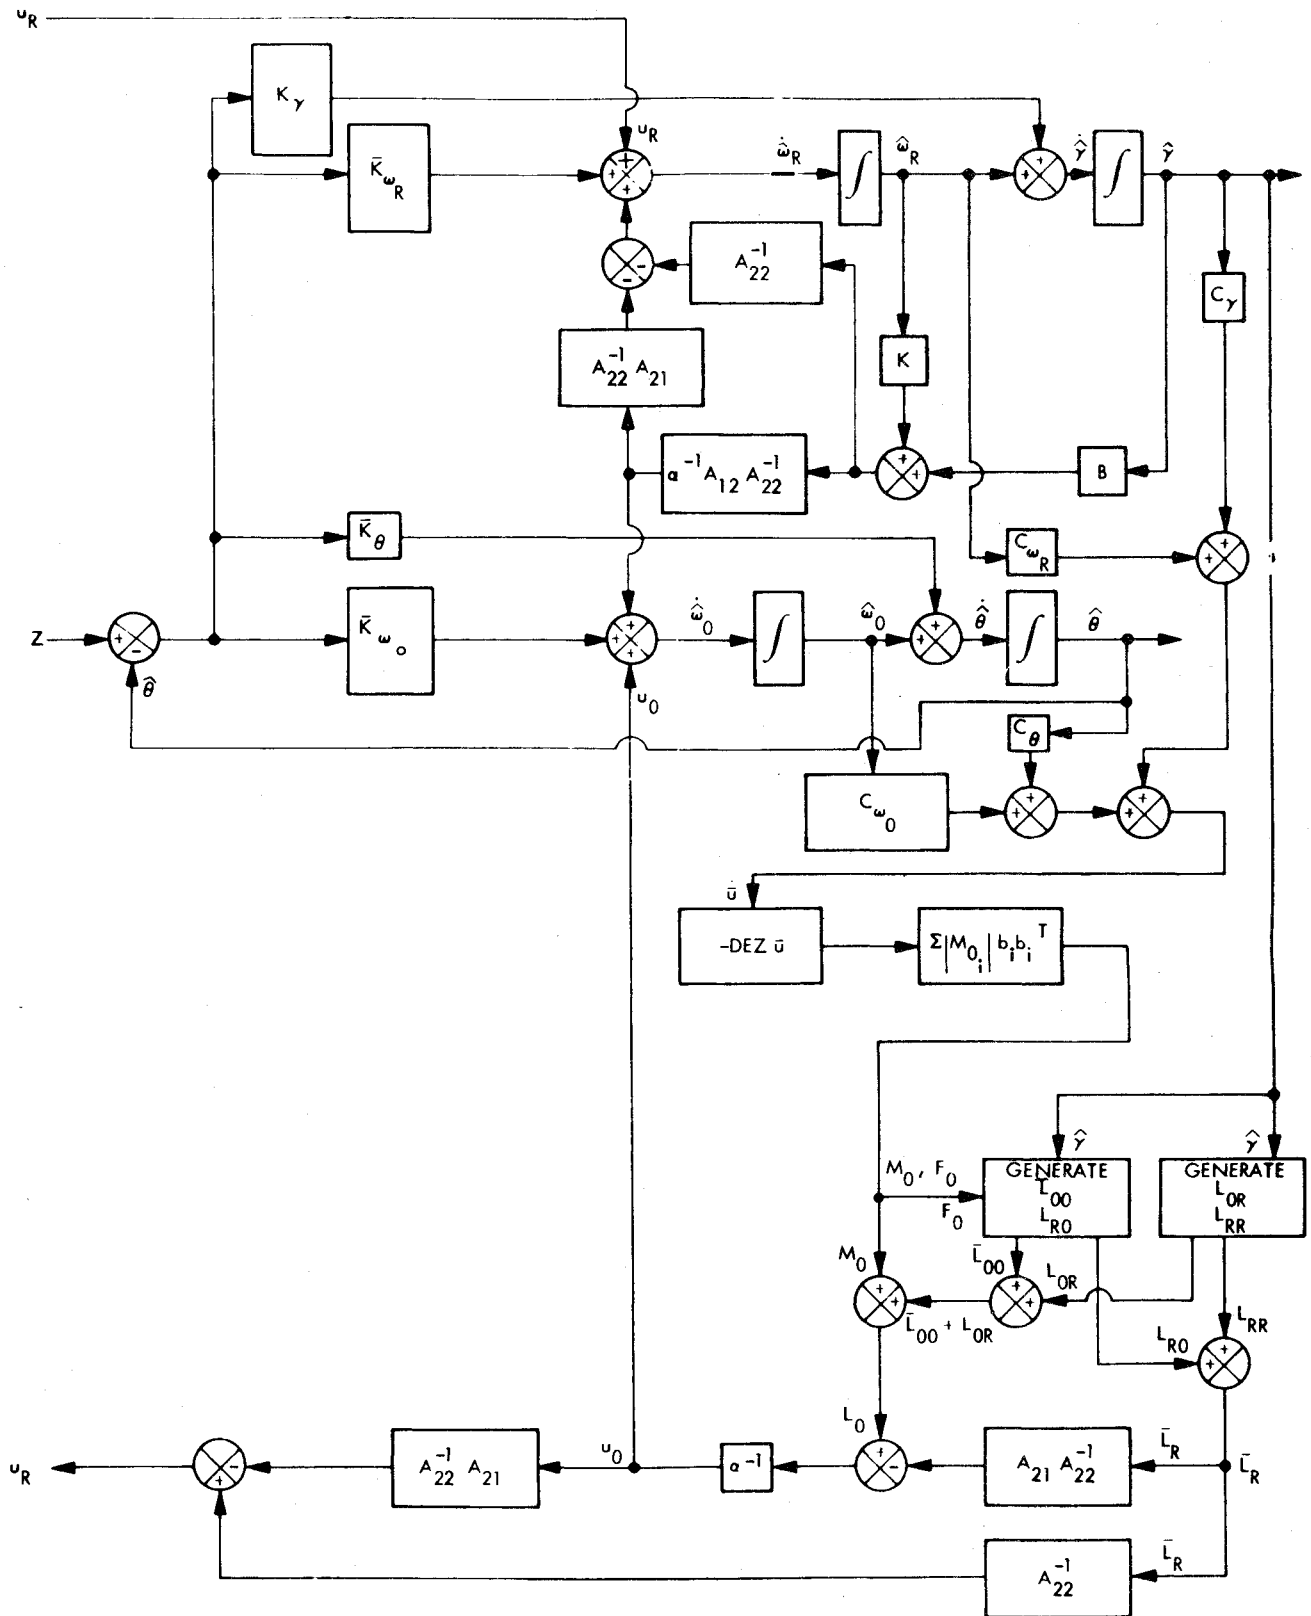 u_R
K_γ
u_R
K̄_ω_R
+
+
+
ω̂̇_R
∫
ω̂_R
+
+
γ̂̇
∫
γ̂
-
-
A_22^-1
C_γ
A_22^-1 A_21
K
α^-1 A_12 A_22^-1
+
+
B
K̄_θ
C_ω_R
+
+
Z
+
-
θ̂
K̄_ω_o
+
+
+
ω̂̇_0
∫
ω̂_0
+
+
θ̂̇
∫
θ̂
u_0
C_θ
C_ω_0
+
+
+
+
ū
-DEZ ū
Σ|M_0_i| b_i b_i^T
γ̂
γ̂
M_0, F_0
F_0
GENERATE
L̄_00
L_R0
GENERATE
L_0R
L_RR
M_0
L̄_00
L_0R
+
+
+
+
L̄_00 + L_0R
L_R0
L_RR
+
+
L_0
u_R
-
+
A_22^-1 A_21
u_0
α^-1
+
-
A_21 A_22^-1
L̄_R
L̄_R
A_22^-1
L̄_R